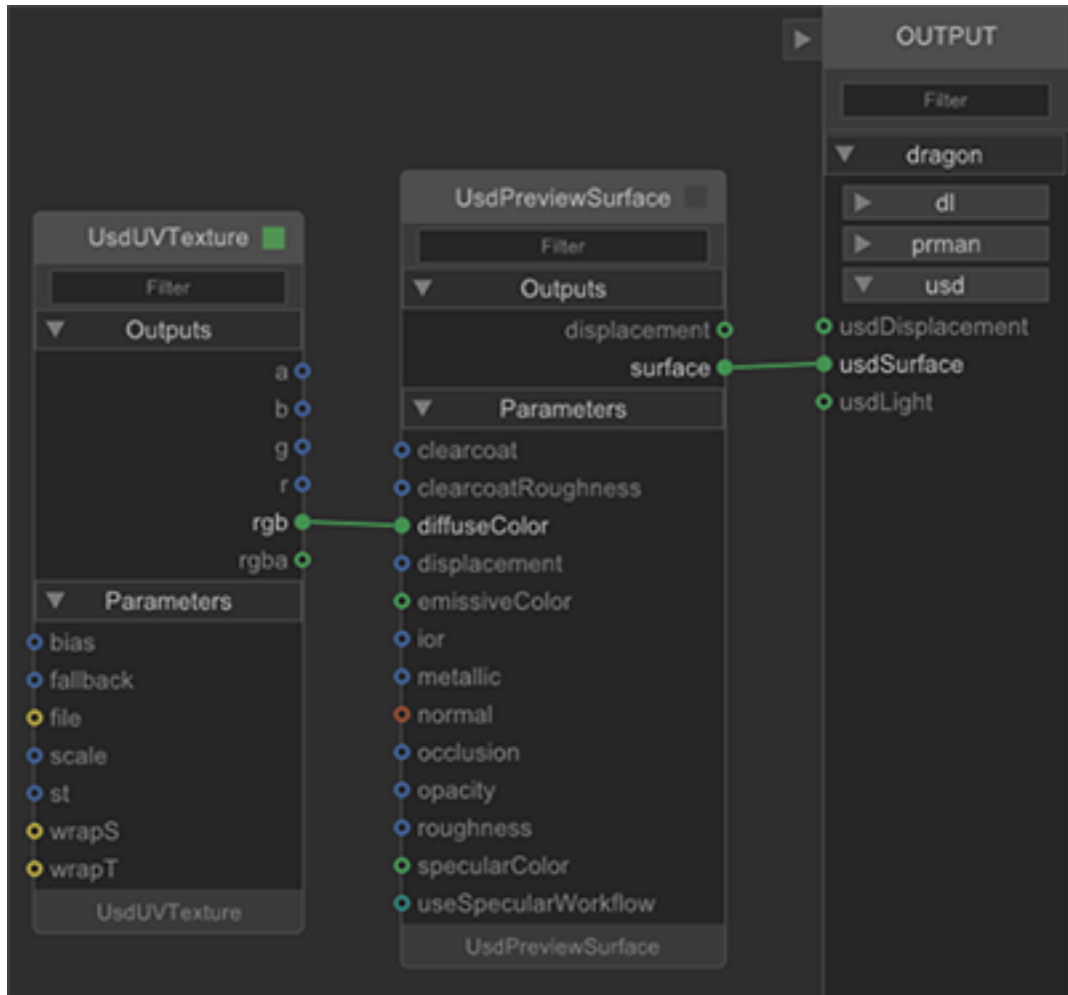 UsdUVTexture
Filter
Outputs
a
b
g
r
rgb
rgba
Parameters
bias
fallback
file
scale
st
wrapS
wrapT
UsdUVTexture
UsdPreviewSurface
Filter
Outputs
displacement
surface
Parameters
clearcoat
clearcoatRoughness
diffuseColor
displacement
emissiveColor
ior
metallic
normal
occlusion
opacity
roughness
specularColor
useSpecularWorkflow
UsdPreviewSurface
OUTPUT
Filter
dragon
dl
prman
usd
usdDisplacement
usdSurface
usdLight